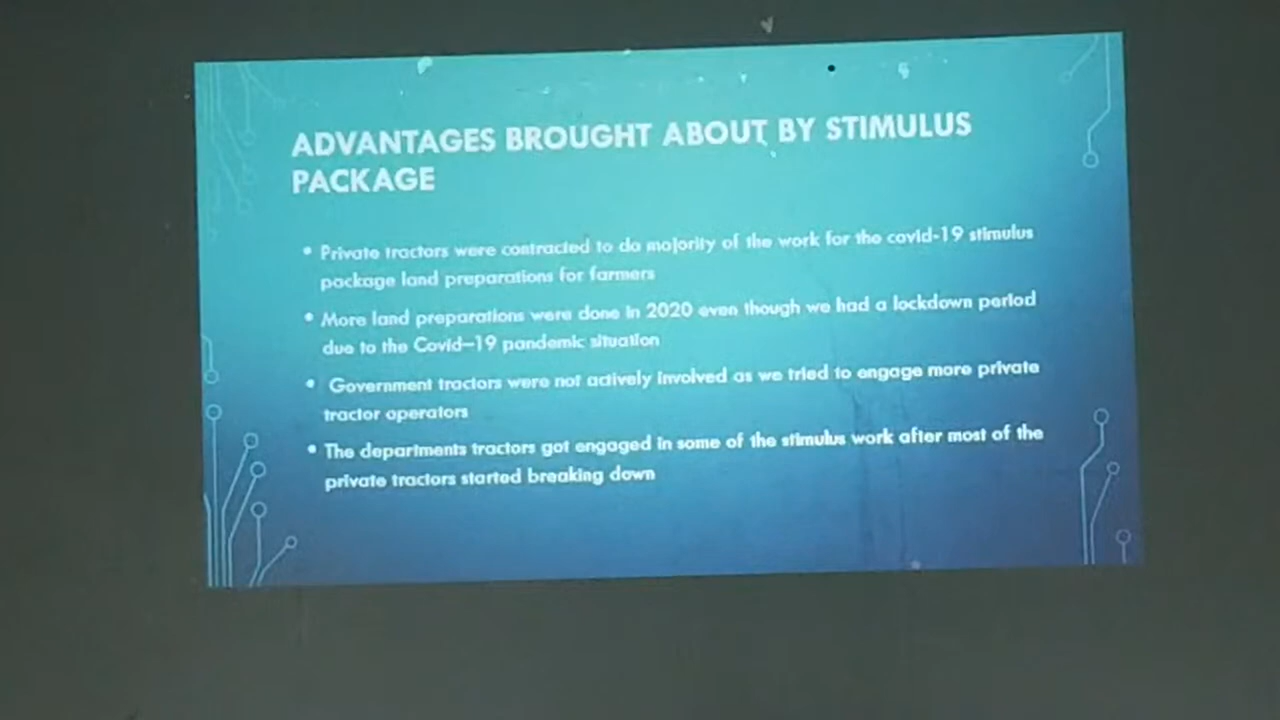 ADVANTAGES BROUGHT ABOUT BY STIMULUS
PACKAGE
• Private tractors were contracted to do majority of the work for the covid-19 stimulus
package land preparations for farmers
• More land preparations were done in 2020 even though we had a lockdown period
due to the Covid–19 pandemic situation
• Government tractors were not actively involved as we tried to engage more private
tractor operators
• The departments tractors got engaged in some of the stimulus work after most of the
private tractors started breaking down